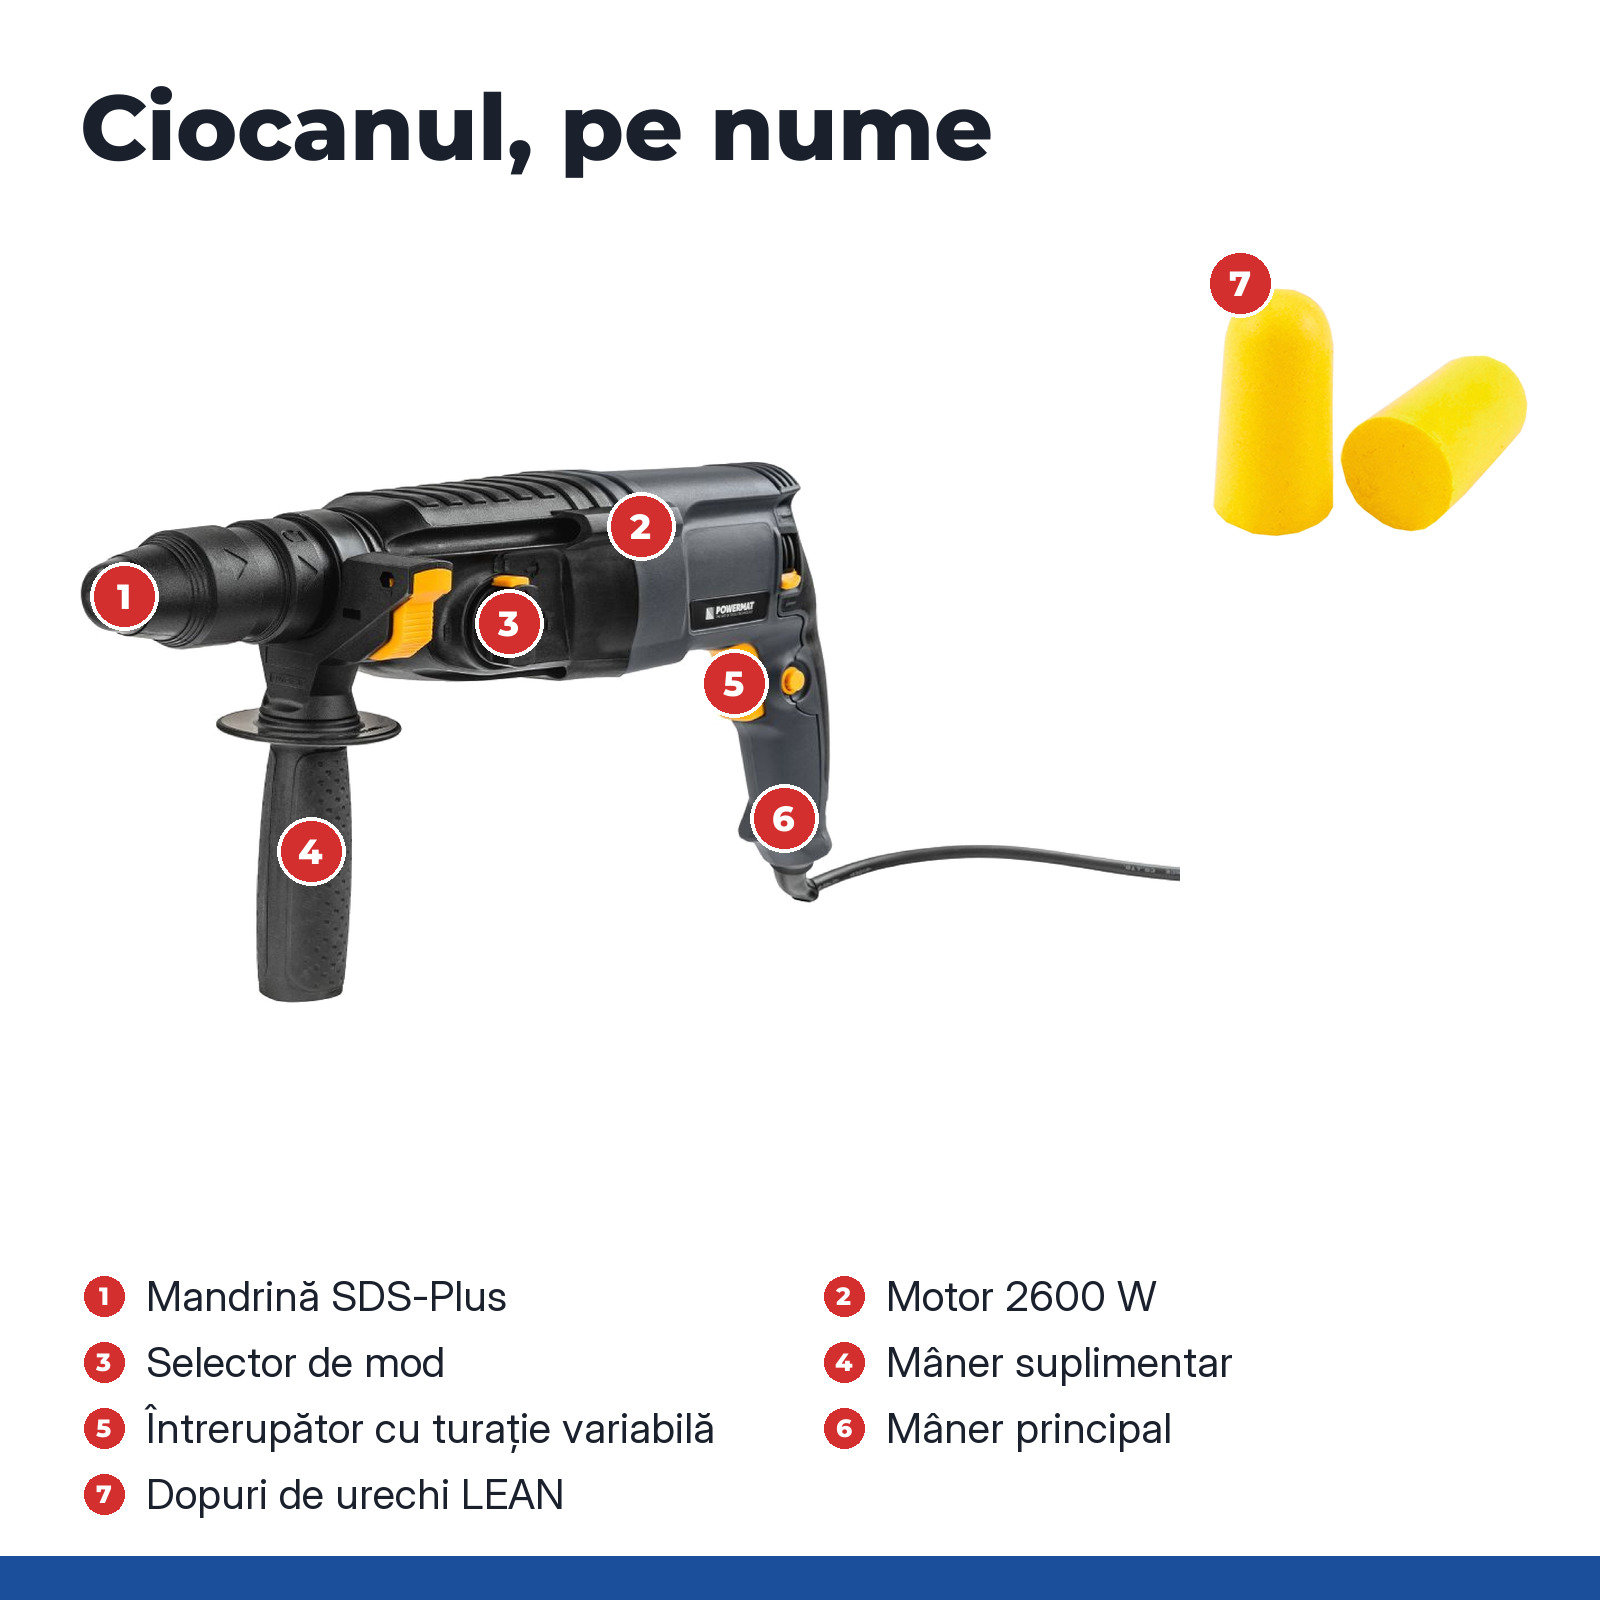 Ciocanul, pe nume
7
2
1
3
POWERMAT
5
6
4
1 Mandrină SDS-Plus
2 Motor 2600 W
3 Selector de mod
4 Mâner suplimentar
5 Întrerupător cu turație variabilă
6 Mâner principal
7 Dopuri de urechi LEAN